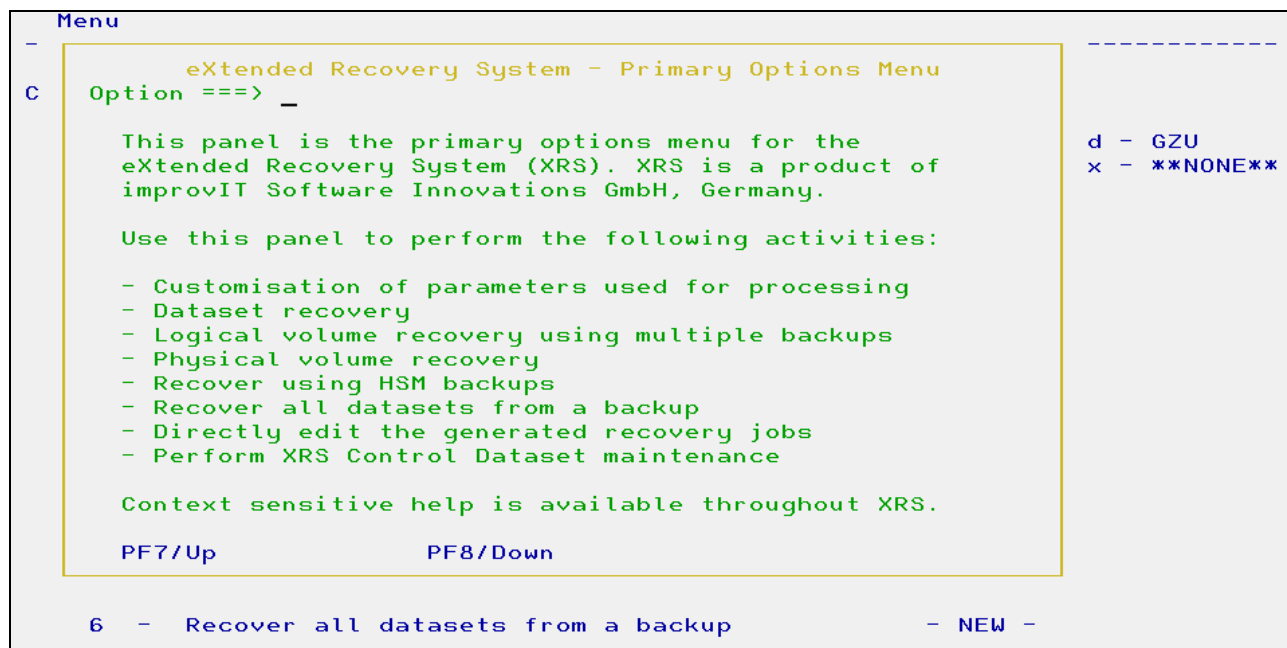 Menu
- ------------
eXtended Recovery System - Primary Options Menu
C Option ===> _
This panel is the primary options menu for the d - GZU
eXtended Recovery System (XRS). XRS is a product of x - **NONE**
improvIT Software Innovations GmbH, Germany.
Use this panel to perform the following activities:
- Customisation of parameters used for processing
- Dataset recovery
- Logical volume recovery using multiple backups
- Physical volume recovery
- Recover using HSM backups
- Recover all datasets from a backup
- Directly edit the generated recovery jobs
- Perform XRS Control Dataset maintenance
Context sensitive help is available throughout XRS.
PF7/Up PF8/Down
6 - Recover all datasets from a backup - NEW -